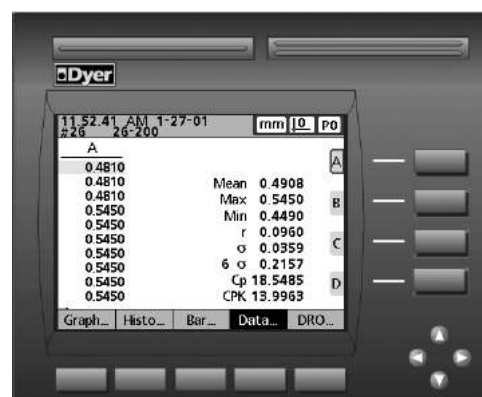 Dyer
11.52.41 AM 1-27-01
#26 26-200
mm 10 P0
A
0.4810
0.4810
0.4810
0.5450
0.5450
0.5450
0.5450
0.5450
0.5450
0.5450
Mean 0.4908
Max 0.5450
Min 0.4490
r 0.0960
σ 0.0359
6 σ 0.2157
Cp 18.5485
CPK 13.9963
A
B
C
D
Graph... Histo... Bar... Data... DRO...